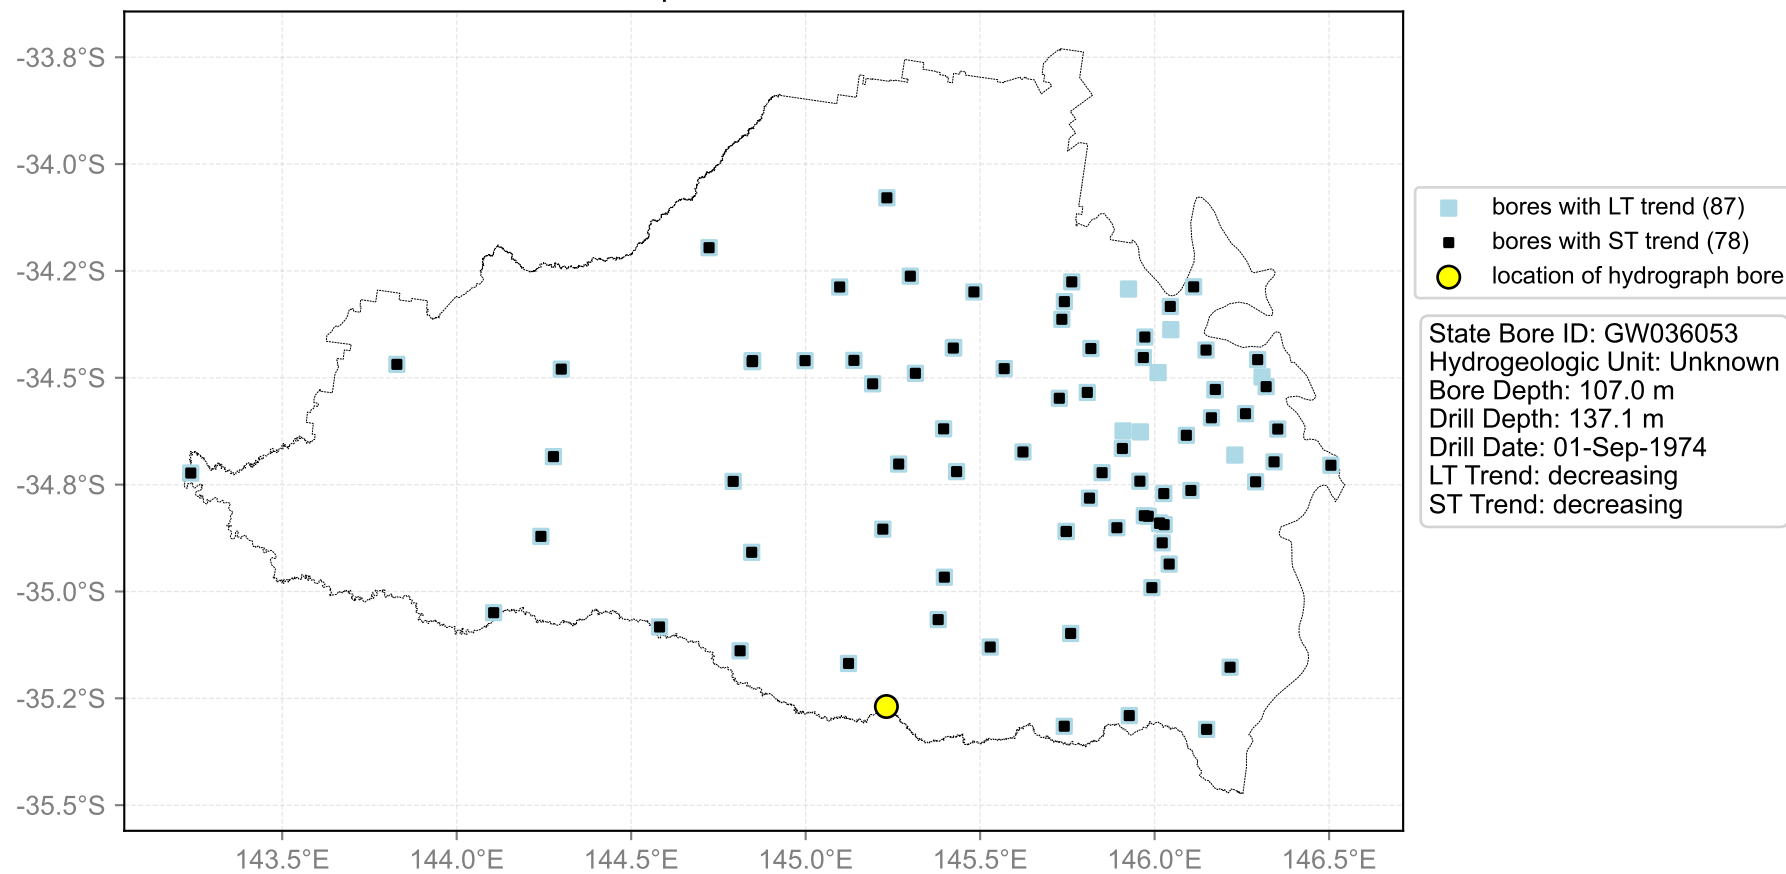 -33.8°S
-34.0°S
-34.2°S
-34.5°S
-34.8°S
-35.0°S
-35.2°S
-35.5°S
143.5°E
144.0°E
144.5°E
145.0°E
145.5°E
146.0°E
146.5°E
bores with LT trend (87)
bores with ST trend (78)
location of hydrograph bore
State Bore ID: GW036053
Hydrogeologic Unit: Unknown
Bore Depth: 107.0 m
Drill Depth: 137.1 m
Drill Date: 01-Sep-1974
LT Trend: decreasing
ST Trend: decreasing